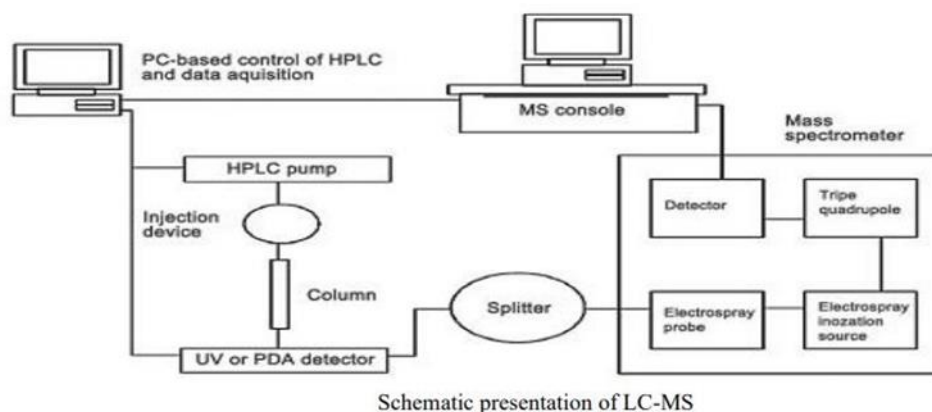 PC-based control of HPLC
and data aquisition
MS console
Mass
spectrometer
HPLC pump
Injection
device
Column
UV or PDA detector
Splitter
Detector
Tripe
quadrupole
Electrospray
probe
Electrospray
inozation
source
Schematic presentation of LC-MS